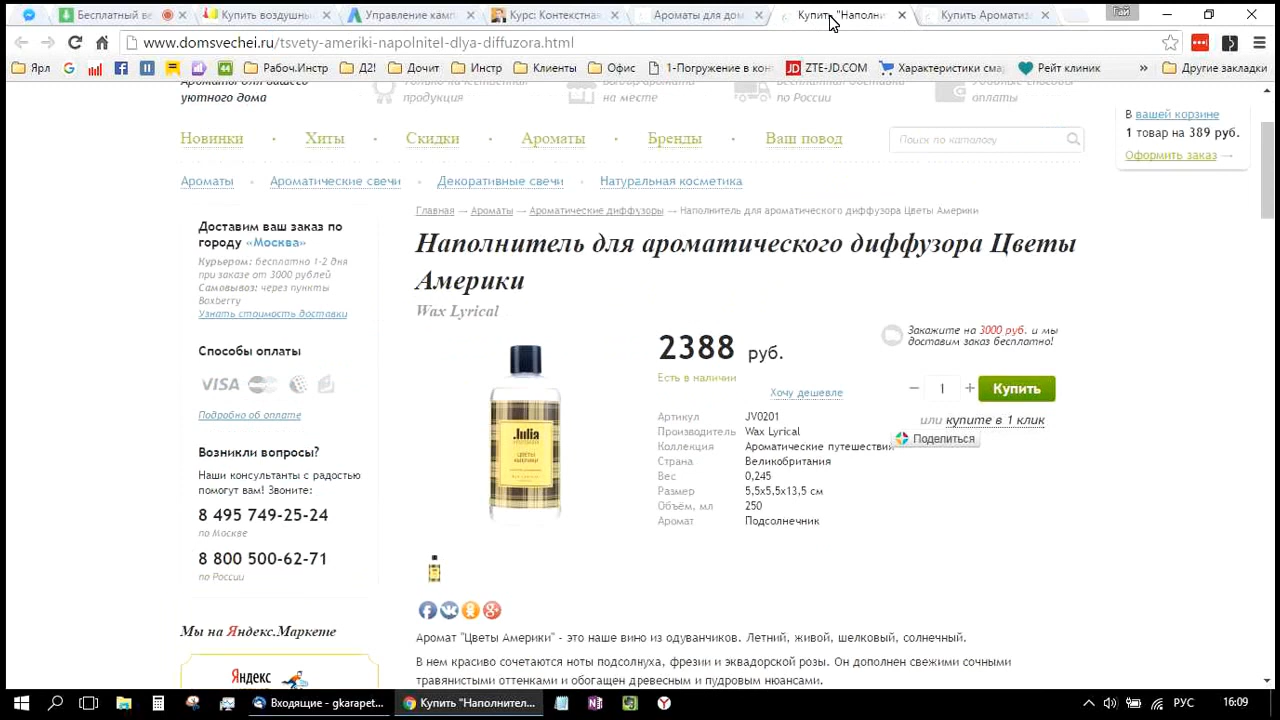 Бесплатный ве
Купить воздушны
Управление камп
Курс: Контекстная
Ароматы для дом
Купить "Наполни
Купить Ароматиз
Гай
www.domsvechei.ru/tsvety-ameriki-napolnitel-dlya-diffuzora.html
Ярл
44
Рабоч.Инстр
Д2!
Дочит
Инстр
Клиенты
Офис
1-Погружение в конт
JD
ZTE-JD.COM
Характеристики сма
Рейт клиник
»
Другие закладки
уютного дома
продукция
на месте
по России
оплаты
В вашей корзине
1 товар на 389 руб.
Оформить заказ →
Новинки
Хиты
Скидки
Ароматы
Бренды
Ваш повод
Поиск по каталогу
Ароматы
Ароматические свечи
Декоративные свечи
Натуральная косметика
Главная → Ароматы → Ароматические диффузоры → Наполнитель для ароматического диффузора Цветы Америки
Доставим ваш заказ по
городу «Москва»
Курьером: бесплатно 1-2 дня
при заказе от 3000 рублей
Самовывоз: через пункты
Boxberry
Узнать стоимость доставки
Способы оплаты
VISA
Подробно об оплате
Возникли вопросы?
Наши консультанты с радостью
помогут вам! Звоните:
8 495 749-25-24
по Москве
8 800 500-62-71
по России
Мы на Яндекс.Маркете
Яндекс
Наполнитель для ароматического диффузора Цветы
Америки
Wax Lyrical
Julia
ЦВЕТЫ
АМЕРИКИ
2388 руб.
Есть в наличии
Хочу дешевле
Закажите на 3000 руб. и мы
доставим заказ бесплатно!
− 1 + Купить
или купите в 1 клик
Поделиться
Артикул JV0201
Производитель Wax Lyrical
Коллекция Ароматические путешествия
Страна Великобритания
Вес 0,245
Размер 5,5x5,5x13,5 см
Объём, мл 250
Аромат Подсолнечник
Аромат "Цветы Америки" - это наше вино из одуванчиков. Летний, живой, шелковый, солнечный.
В нем красиво сочетаются ноты подсолнуха, фрезии и эквадорской розы. Он дополнен свежими сочными
травянистыми оттенками и обогащен древесным и пудровым нюансами.
Входящие - gkarapet...
Купить "Наполнител...
РУС
16:09